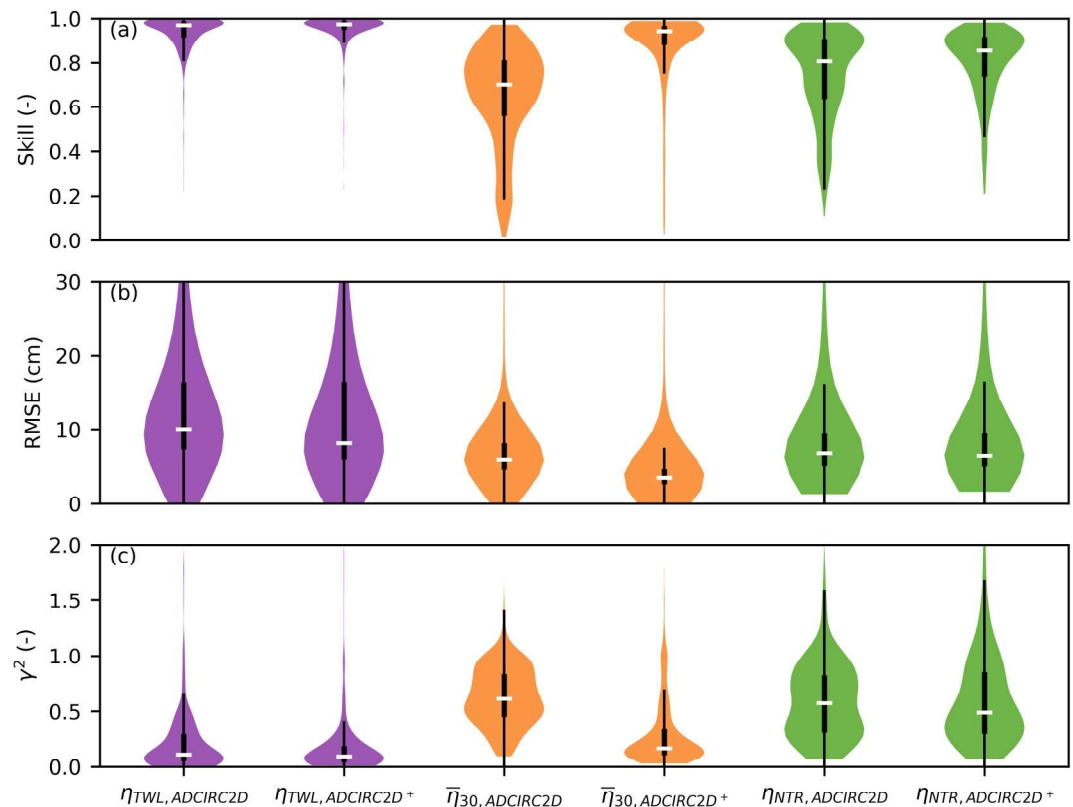 (a)
Skill (-)
1.0
0.8
0.6
0.4
0.2
0.0
(b)
RMSE (cm)
30
20
10
0
(c)
γ² (-)
2.0
1.5
1.0
0.5
0.0
η_TWL, ADCIRC2D η_TWL, ADCIRC2D⁺ η̅_30, ADCIRC2D η̅_30, ADCIRC2D⁺ η_NTR, ADCIRC2D η_NTR, ADCIRC2D⁺